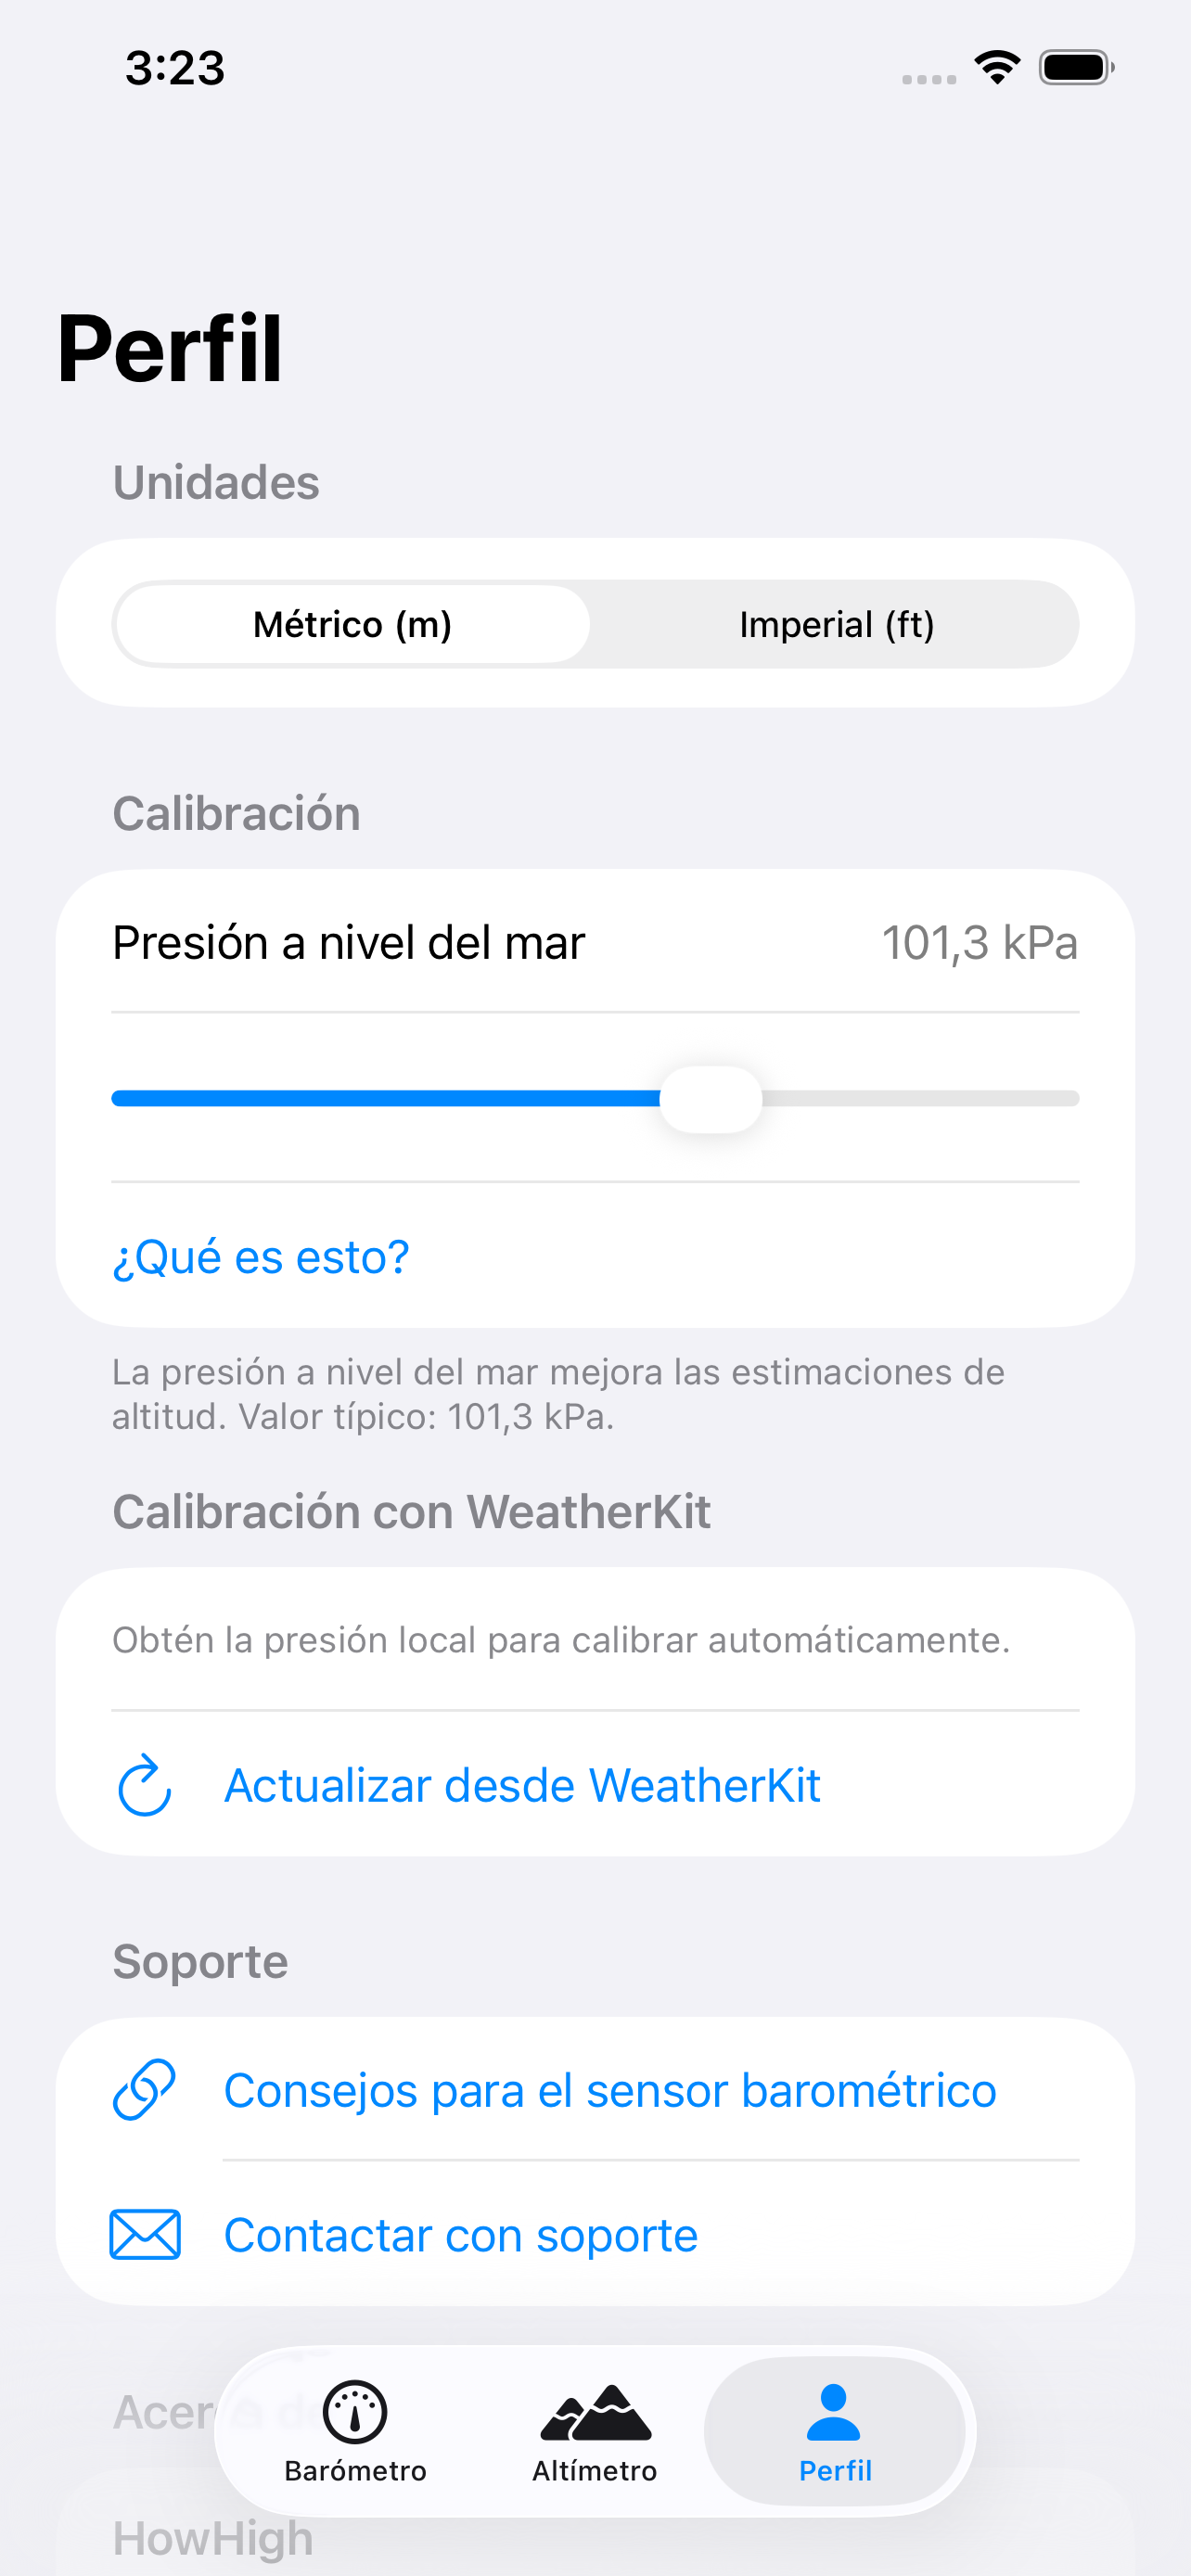 3:23
Perfil
Unidades
Métrico (m)
Imperial (ft)
Calibración
Presión a nivel del mar
101,3 kPa
¿Qué es esto?
La presión a nivel del mar mejora las estimaciones de
altitud. Valor típico: 101,3 kPa.
Calibración con WeatherKit
Obtén la presión local para calibrar automáticamente.
Actualizar desde WeatherKit
Soporte
Consejos para el sensor barométrico
Contactar con soporte
Acerca de
Barómetro
Altímetro
Perfil
HowHigh